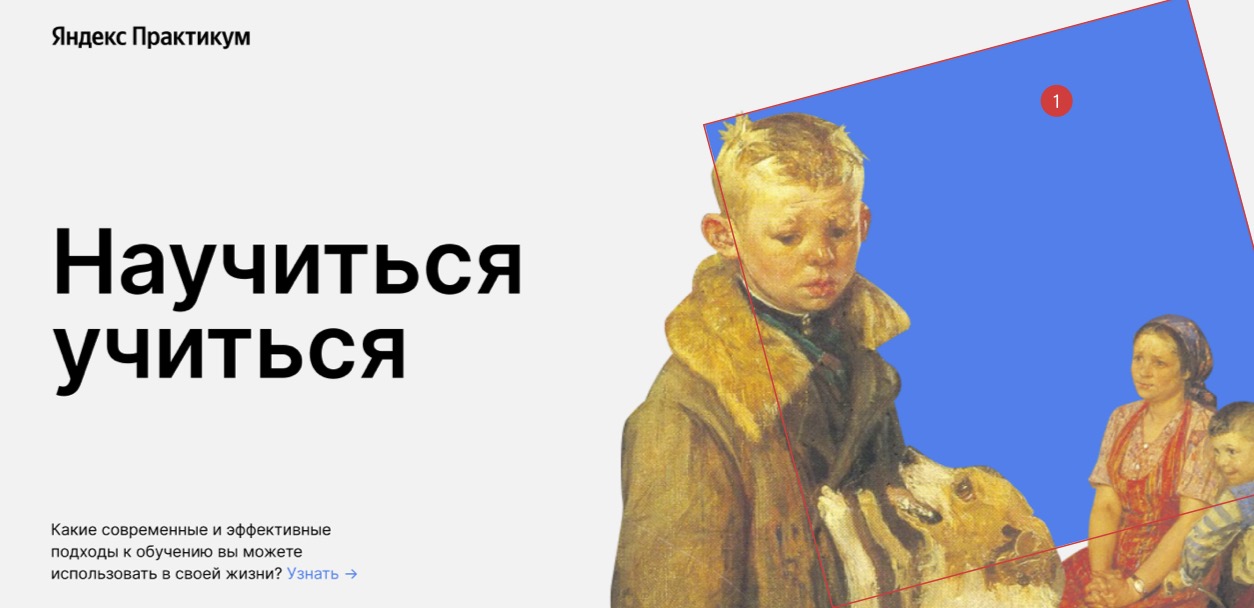 Яндекс Практикум
1
Научиться
учиться
Какие современные и эффективные
подходы к обучению вы можете
использовать в своей жизни? Узнать →